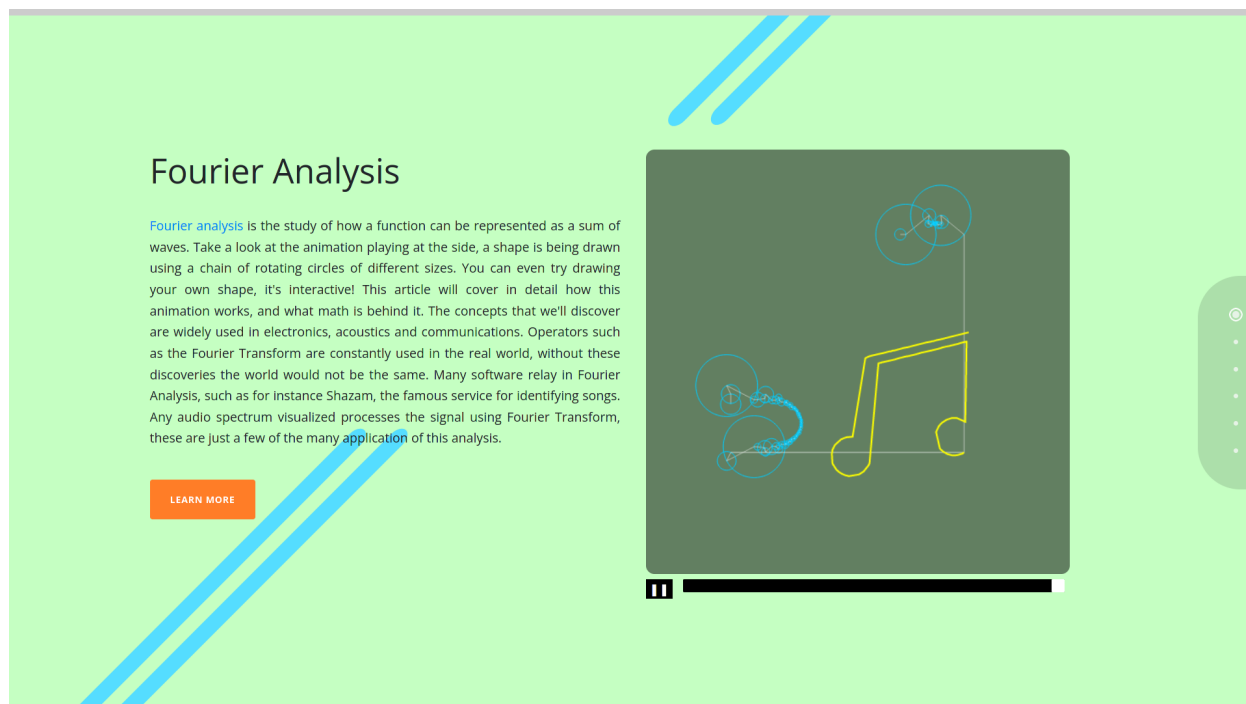 Fourier Analysis
Fourier analysis is the study of how a function can be represented as a sum of
waves. Take a look at the animation playing at the side, a shape is being drawn
using a chain of rotating circles of different sizes. You can even try drawing
your own shape, it's interactive! This article will cover in detail how this
animation works, and what math is behind it. The concepts that we'll discover
are widely used in electronics, acoustics and communications. Operators such
as the Fourier Transform are constantly used in the real world, without these
discoveries the world would not be the same. Many software relay in Fourier
Analysis, such as for instance Shazam, the famous service for identifying songs.
Any audio spectrum visualized processes the signal using Fourier Transform,
these are just a few of the many application of this analysis.
LEARN MORE